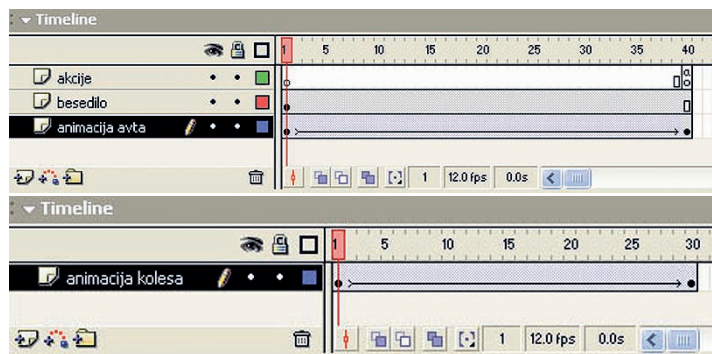 Timeline
1 5 10 15 20 25 30 35 40
akcije
a
besedilo
animacija avta
1 12.0 fps 0.0s
Timeline
1 5 10 15 20 25 30
animacija kolesa
1 12.0 fps 0.0s